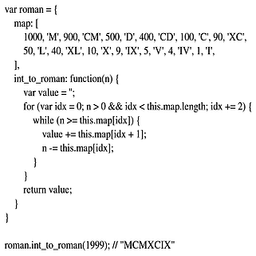 var roman = {
map: [
1000, 'M', 900, 'CM', 500, 'D', 400, 'CD', 100, 'C', 90, 'XC',
50, 'L', 40, 'XL', 10, 'X', 9, 'IX', 5, 'V', 4, 'IV', 1, 'I',
],
int_to_roman: function(n) {
var value = '';
for (var idx = 0; n > 0 && idx < this.map.length; idx += 2) {
while (n >= this.map[idx]) {
value += this.map[idx + 1];
n -= this.map[idx];
}
}
return value;
}
}
roman.int_to_roman(1999); // "MCMXCIX"